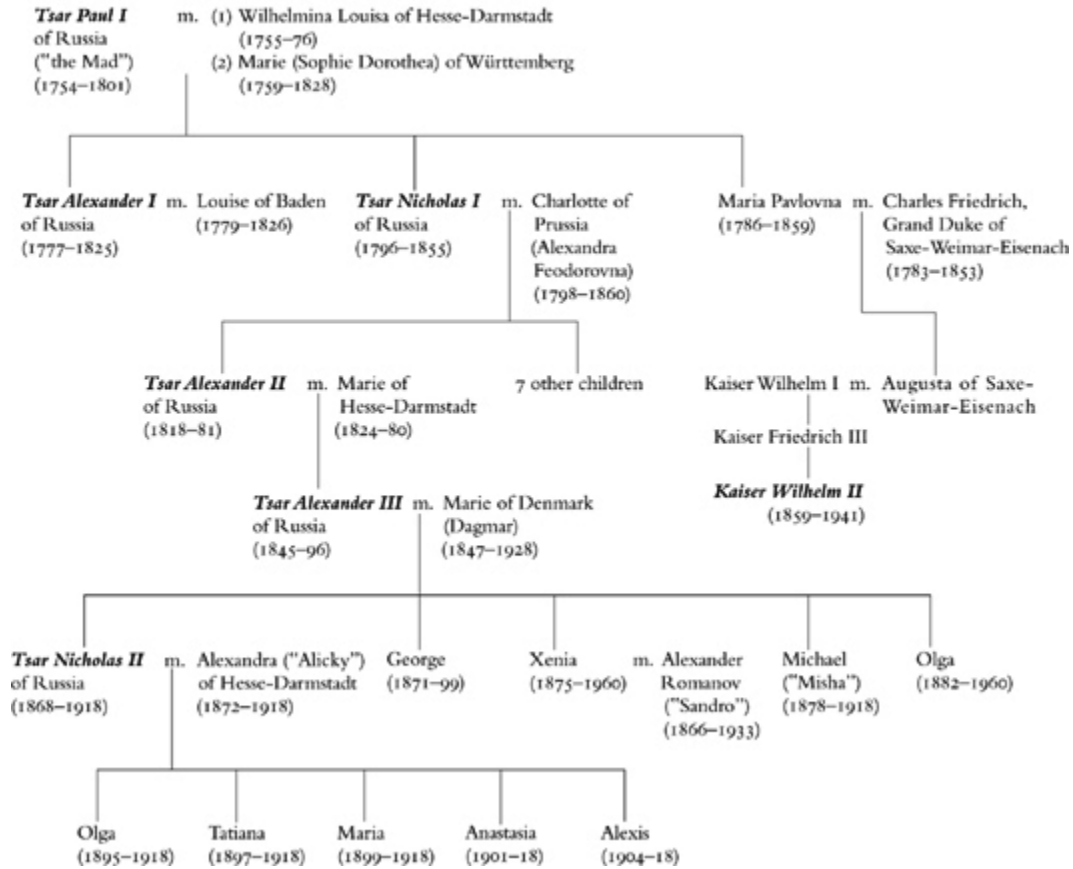 Tsar Paul I m. (1) Wilhelmina Louisa of Hesse-Darmstadt
of Russia (1755–76)
("the Mad") (2) Marie (Sophie Dorothea) of Württemberg
(1754–1801) (1759–1828)
Tsar Alexander I m. Louise of Baden
of Russia (1779–1826)
(1777–1825)
Tsar Nicholas I m. Charlotte of
of Russia Prussia
(1796–1855) (Alexandra
Feodorovna)
(1798–1860)
Maria Pavlovna m. Charles Friedrich,
(1786–1859) Grand Duke of
Saxe-Weimar-Eisenach
(1783–1853)
Tsar Alexander II m. Marie of
of Russia Hesse-Darmstadt
(1818–81) (1824–80)
7 other children
Kaiser Wilhelm I m. Augusta of Saxe-
Weimar-Eisenach
Kaiser Friedrich III
Kaiser Wilhelm II
(1859–1941)
Tsar Alexander III m. Marie of Denmark
of Russia (Dagmar)
(1845–96) (1847–1928)
Tsar Nicholas II m. Alexandra ("Alicky")
of Russia of Hesse-Darmstadt
(1868–1918) (1872–1918)
George
(1871–99)
Xenia m. Alexander
(1875–1960) Romanov
("Sandro")
(1866–1933)
Michael
("Misha")
(1878–1918)
Olga
(1882–1960)
Olga
(1895–1918)
Tatiana
(1897–1918)
Maria
(1899–1918)
Anastasia
(1901–18)
Alexis
(1904–18)